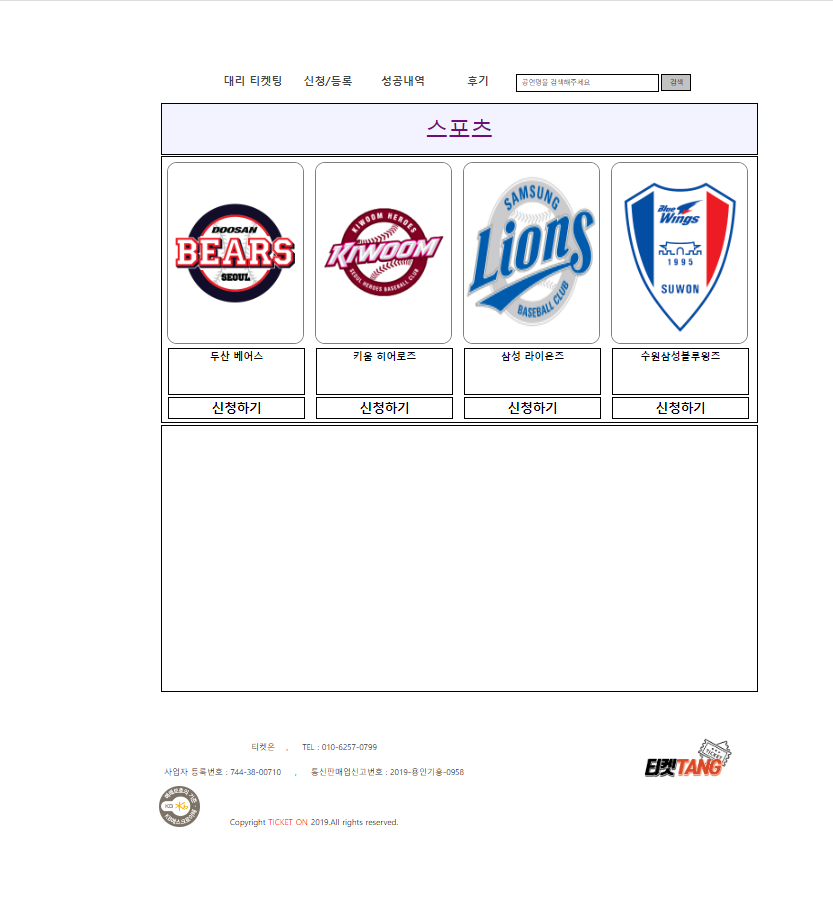 대리 티켓팅 신청/등록 성공내역 후기 공연명을 검색해주세요 검색
스포츠
DOOSAN
BEARS
SEOUL
KIWOOM HEROES
KIWOOM
SEOUL HEROES BASEBALL CLUB
SAMSUNG
Lions
BASEBALL CLUB
Blue Wings
1995
SUWON
두산 베어스 키움 히어로즈 삼성 라이온즈 수원삼성블루윙즈
신청하기 신청하기 신청하기 신청하기
티켓온 , TEL : 010-6257-0799
사업자 등록번호 : 744-38-00710 , 통신판매업신고번호 : 2019-용인기흥-0958
TICKET
티켓TANG
KB
Copyright TICKET ON 2019.All rights reserved.